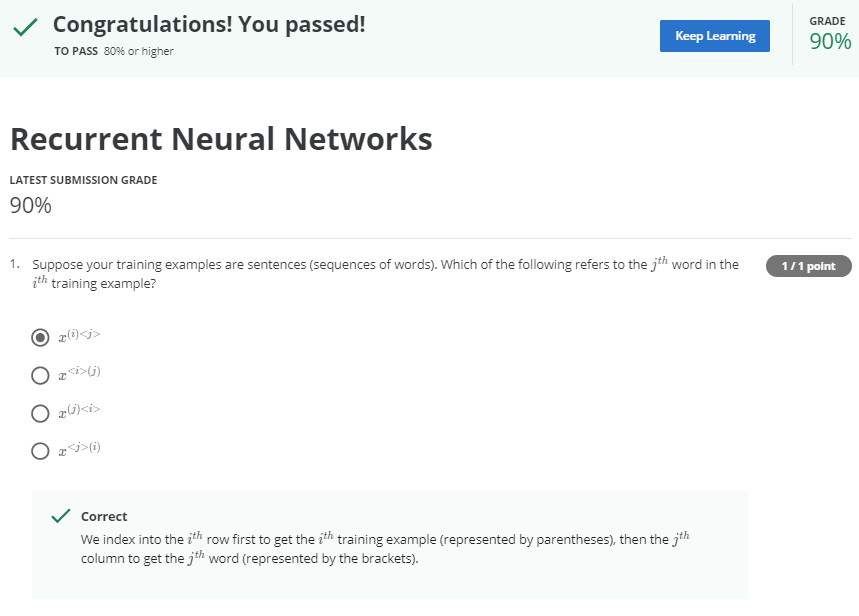 Congratulations! You passed!
TO PASS 80% or higher
Keep Learning
GRADE
90%
Recurrent Neural Networks
LATEST SUBMISSION GRADE
90%
1. Suppose your training examples are sentences (sequences of words). Which of the following refers to the j^{th} word in the
i^{th} training example?
1 / 1 point
x^{(i)<j>}
x^{<i>(j)}
x^{(j)<i>}
x^{<j>(i)}
Correct
We index into the i^{th} row first to get the i^{th} training example (represented by parentheses), then the j^{th}
column to get the j^{th} word (represented by the brackets).